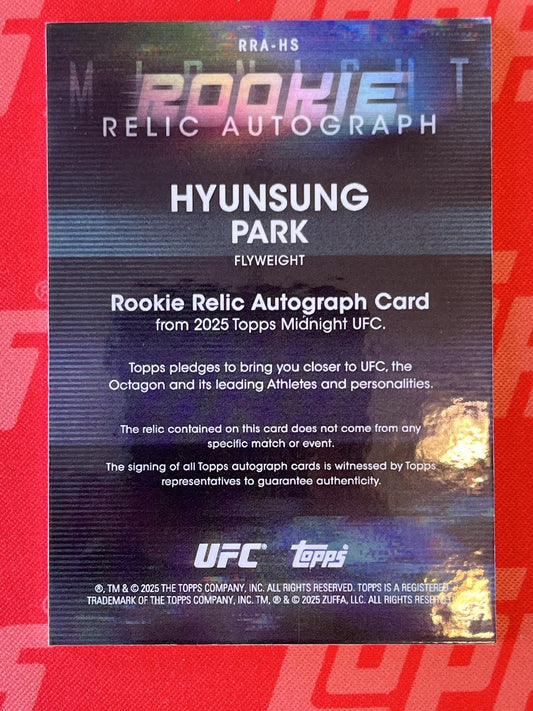 RRA-HS
MIDNIGHT
ROOKIE
RELIC AUTOGRAPH
HYUNSUNG
PARK
FLYWEIGHT
Rookie Relic Autograph Card
from 2025 Topps Midnight UFC.
Topps pledges to bring you closer to UFC, the
Octagon and its leading Athletes and personalities.
The relic contained on this card does not come from any
specific match or event.
The signing of all Topps autograph cards is witnessed by Topps
representatives to guarantee authenticity.
UFC® topps®
®, TM & © 2025 THE TOPPS COMPANY, INC. ALL RIGHTS RESERVED. TOPPS IS A REGISTERED
TRADEMARK OF THE TOPPS COMPANY, INC. TM, ® & © 2025 ZUFFA, LLC. ALL RIGHTS RESERVED
TOPPS